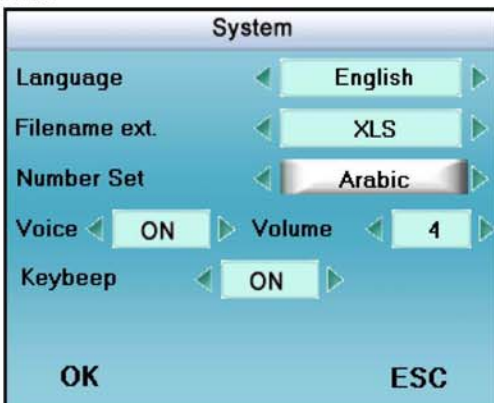 System
Language English
Filename ext. XLS
Number Set Arabic
Voice ON Volume 4
Keybeep ON
OK ESC